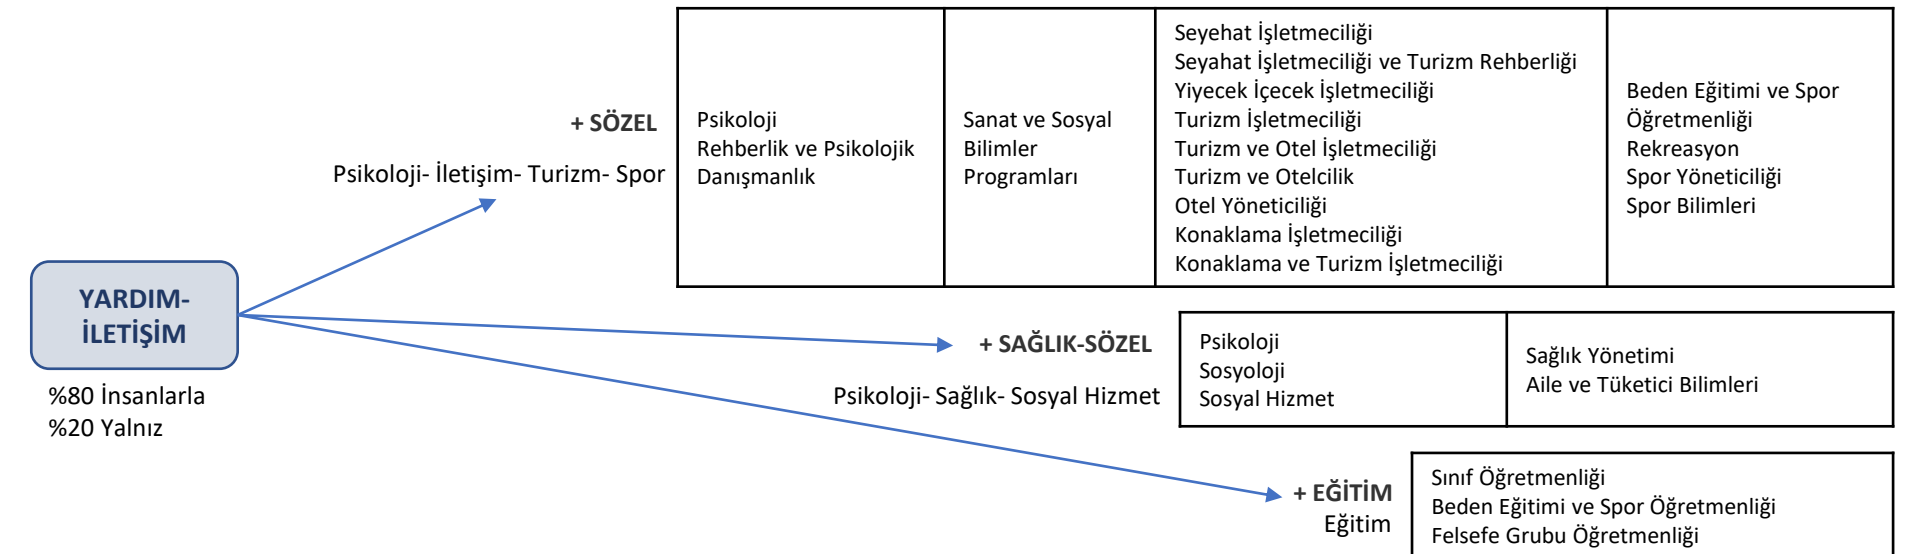 YARDIM-
İLETİŞİM
%80 İnsanlarla
%20 Yalnız
+ SÖZEL
Psikoloji- İletişim- Turizm- Spor
Psikoloji
Rehberlik ve Psikolojik
Danışmanlık
Sanat ve Sosyal
Bilimler
Programları
Seyehat İşletmeciliği
Seyahat İşletmeciliği ve Turizm Rehberliği
Yiyecek İçecek İşletmeciliği
Turizm İşletmeciliği
Turizm ve Otel İşletmeciliği
Turizm ve Otelcilik
Otel Yöneticiliği
Konaklama İşletmeciliği
Konaklama ve Turizm İşletmeciliği
Beden Eğitimi ve Spor
Öğretmenliği
Rekreasyon
Spor Yöneticiliği
Spor Bilimleri
+ SAĞLIK-SÖZEL
Psikoloji- Sağlık- Sosyal Hizmet
Psikoloji
Sosyoloji
Sosyal Hizmet
Sağlık Yönetimi
Aile ve Tüketici Bilimleri
+ EĞİTİM
Eğitim
Sınıf Öğretmenliği
Beden Eğitimi ve Spor Öğretmenliği
Felsefe Grubu Öğretmenliği